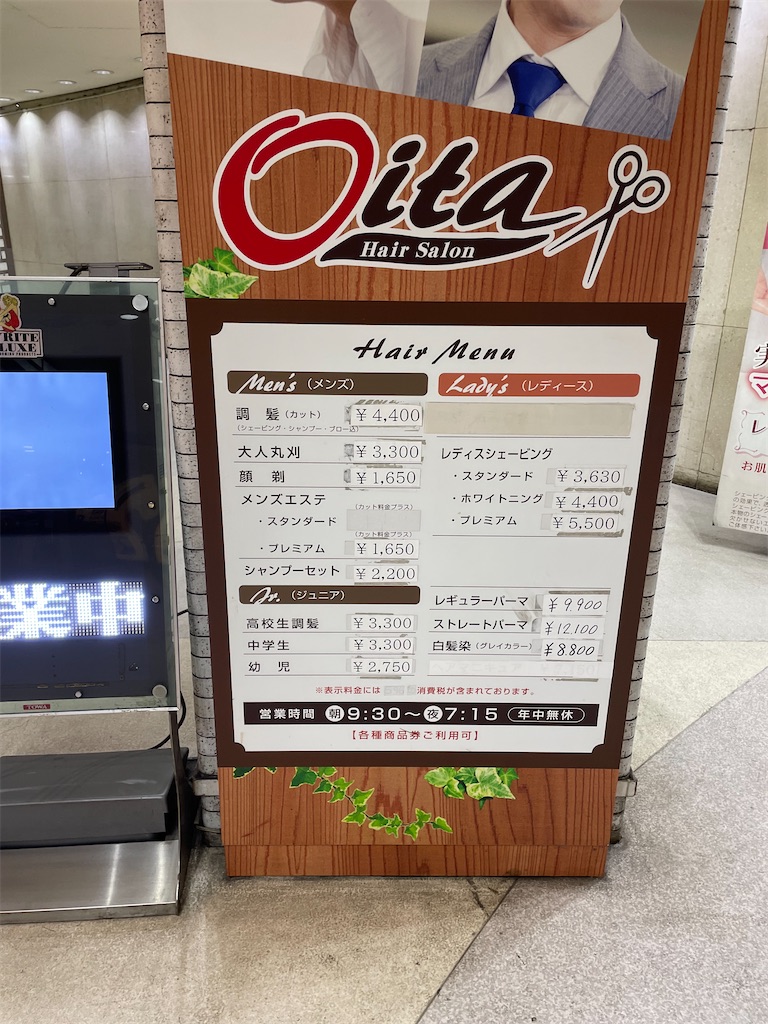 Oita
Hair Salon
Hair Menu
Men's（メンズ）
調 髪（カット） ￥4,400
（シェービング・シャンプー・ブロー込）
大人丸刈 ￥3,300
顔 剃 ￥1,650
メンズエステ
（カット料金プラス）
・スタンダード
（カット料金プラス）
・プレミアム ￥1,650
シャンプーセット ￥2,200
Jr.（ジュニア）
高校生調髪 ￥3,300
中学生 ￥3,300
幼 児 ￥2,750
Lady's（レディース）
レディスシェービング
・スタンダード ￥3,630
・ホワイトニング ￥4,400
・プレミアム ￥5,500
レギュラーパーマ ￥9.900
ストレートパーマ ￥12,100
白髪染（グレイカラー） ￥8.800
※表示料金には 消費税が含まれております。
営業時間 朝9:30〜夜7:15 年中無休
【各種商品券ご利用可】
業中
TOWA